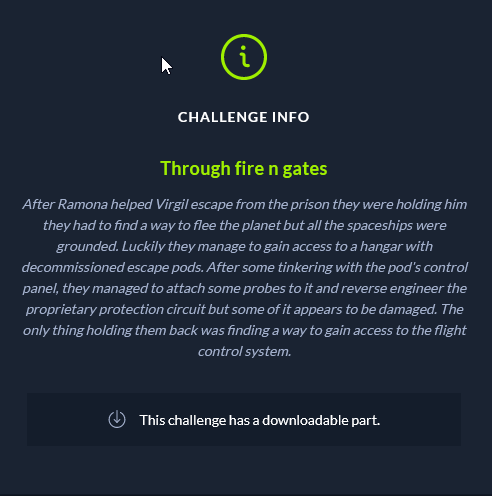 CHALLENGE INFO
Through fire n gates
After Ramona helped Virgil escape from the prison they were holding him
they had to find a way to flee the planet but all the spaceships were
grounded. Luckily they manage to gain access to a hangar with
decommissioned escape pods. After some tinkering with the pod's control
panel, they managed to attach some probes to it and reverse engineer the
proprietary protection circuit but some of it appears to be damaged. The
only thing holding them back was finding a way to gain access to the flight
control system.
This challenge has a downloadable part.